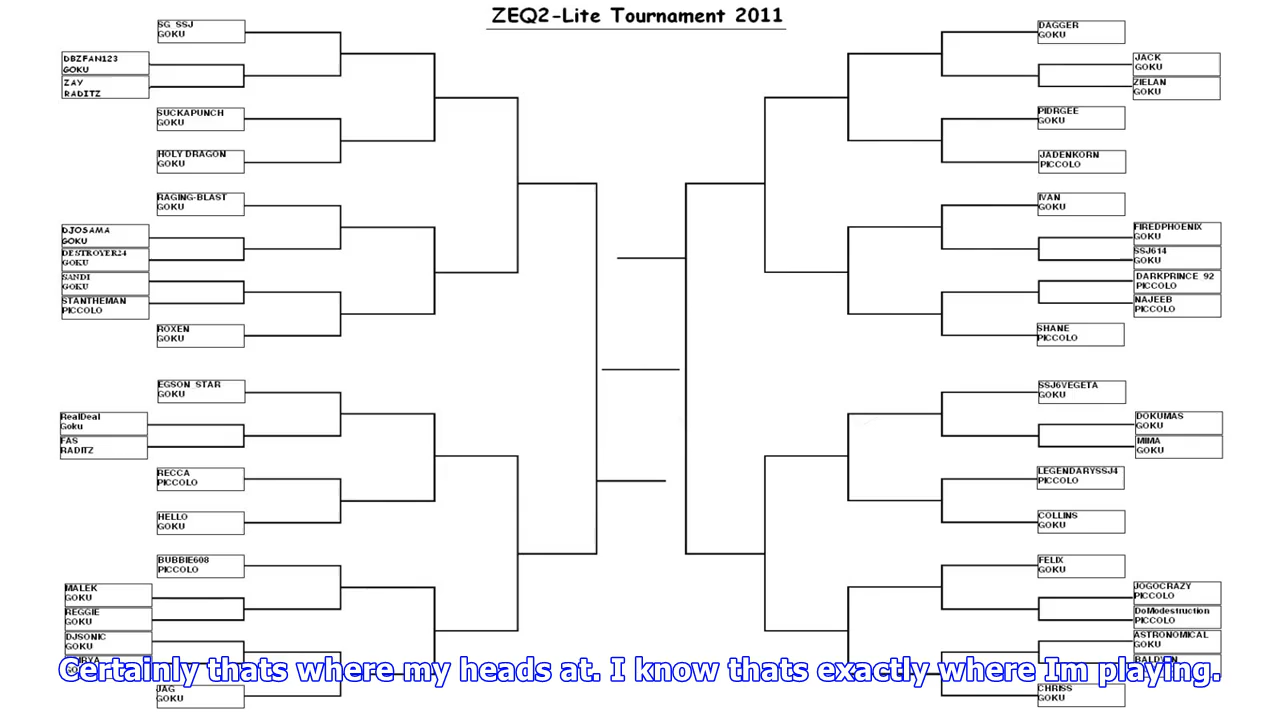 ZEQ2-Lite Tournament 2011
SG SSJ
GOKU
DBZFAN123
GOKU
ZAY
RADITZ
SUCKAPUNCH
GOKU
HOLY DRAGON
GOKU
RAGING-BLAST
GOKU
DJOSAMA
GOKU
DESTROYER24
GOKU
SANDI
GOKU
STANTHEMAN
PICCOLO
ROXEN
GOKU
EGSON STAR
GOKU
RealDeal
Goku
FAS
RADITZ
RECCA
PICCOLO
HELLO
GOKU
BUBBIE608
PICCOLO
MALEK
GOKU
REGGIE
GOKU
DJSONIC
GOKU
JAG
GOKU
DAGGER
GOKU
JACK
GOKU
ZIELAN
GOKU
PIDRGEE
GOKU
JADENKORN
PICCOLO
IVAN
GOKU
FIREDPHOENIX
GOKU
SSJ614
GOKU
DARKPRINCE 92
PICCOLO
NAJEEB
PICCOLO
SHANE
PICCOLO
SSJ6VEGETA
GOKU
DOKUMAS
GOKU
MIMA
GOKU
LEGENDARYSSJ4
PICCOLO
COLLINS
GOKU
FELIX
GOKU
JOGOCRAZY
PICCOLO
DoModestruction
PICCOLO
ASTRONOMICAL
GOKU
CHRISS
GOKU
Certainly thats where my heads at. I know thats exactly where Im playing.